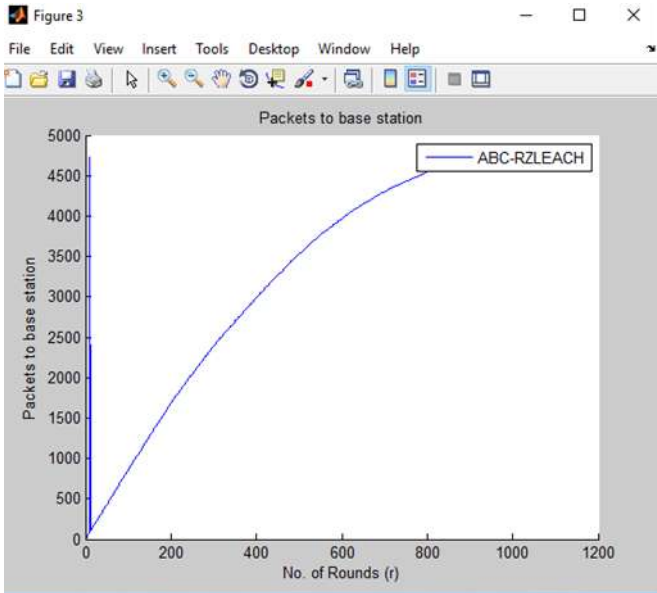 Figure 3
File Edit View Insert Tools Desktop Window Help
Packets to base station
ABC-RZLEACH
5000
4500
4000
3500
3000
2500
2000
1500
1000
500
0
Packets to base station
0 200 400 600 800 1000 1200
No. of Rounds (r)